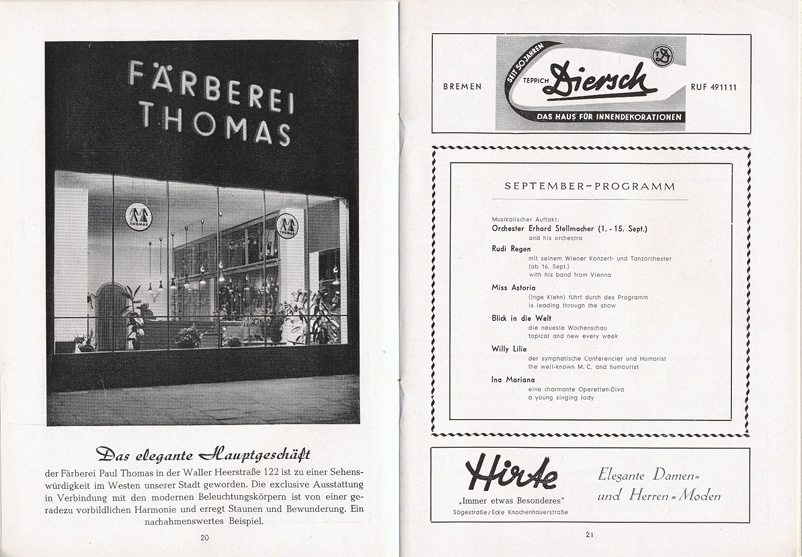 FÄRBEREI
THOMAS
THOMAS
THOMAS
Das elegante Hauptgeschäft
der Färberei Paul Thomas in der Waller Heerstraße 122 ist zu einer Sehens-
würdigkeit im Westen unserer Stadt geworden. Die exclusive Ausstattung
in Verbindung mit den modernen Beleuchtungskörpern ist von einer ge-
radezu vorbildlichen Harmonie und erregt Staunen und Bewunderung. Ein
nachahmenswertes Beispiel.
20
BREMEN
SEIT 50 JAHREN
TEPPICH Diersch
DAS HAUS FÜR INNENDEKORATIONEN
RUF 491111
SEPTEMBER-PROGRAMM
Musikalischer Auftakt:
Orchester Erhard Stellmacher (1. - 15. Sept.)
and his orchestra
Rudi Regen
mit seinem Wiener Konzert- und Tanzorchester
(ab 16. Sept.)
with his band from Vienna
Miss Astoria
(Inge Kiehn) führt durch des Programm
is leading through the show
Blick in die Welt
die neueste Wochenschau
topical and new every week
Willy Lilie
der symphatische Conferencier und Humorist
the well-known M. C. and humourist
Ina Mariana
eine charmante Operetten-Diva
a young singing lady
Hirte
„Immer etwas Besonderes"
Sögestraße/Ecke Knochenhauerstraße
Elegante Damen-
und Herren-Moden
21